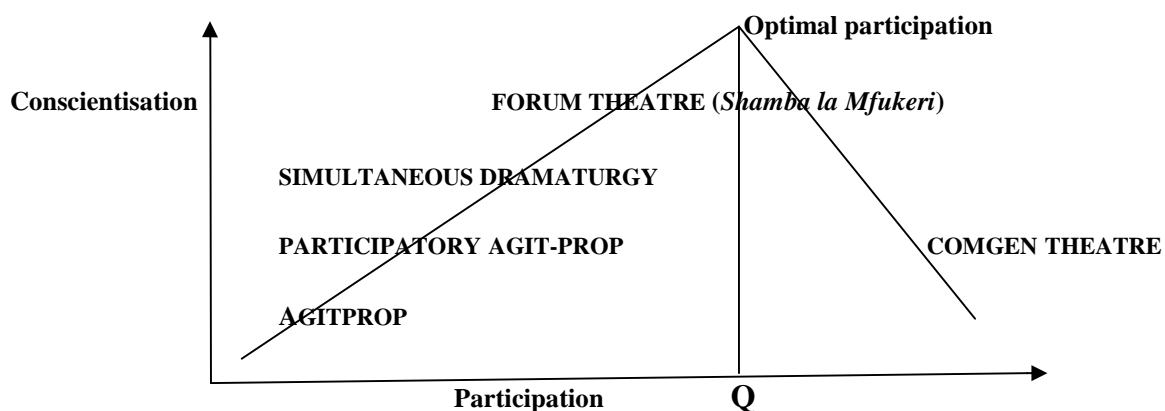 Optimal participation
Conscientisation
FORUM THEATRE (Shamba la Mfukeri)
SIMULTANEOUS DRAMATURGY
PARTICIPATORY AGIT-PROP
COMGEN THEATRE
AGITPROP
Participation
Q